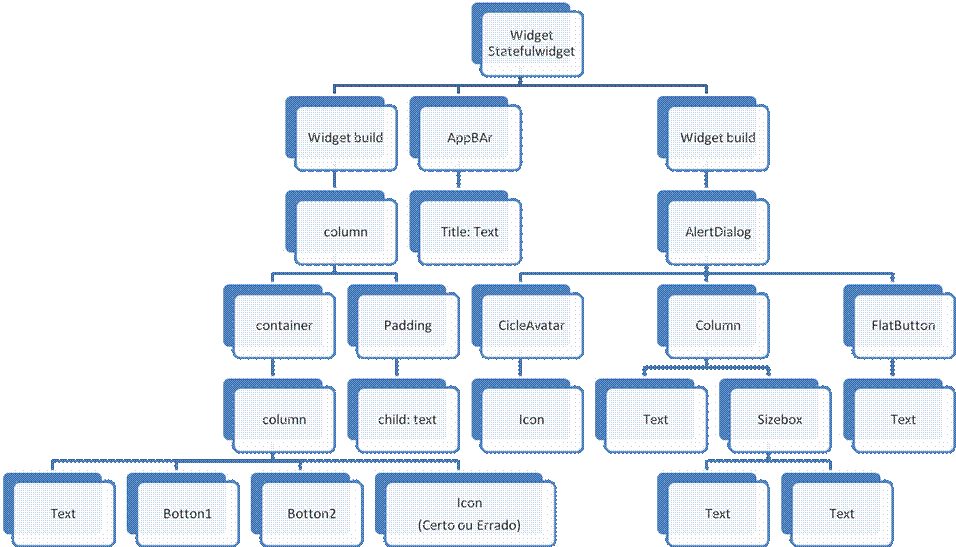 Widget
Statefulwidget
Widget build
AppBAr
Widget build
column
Title: Text
AlertDialog
container
Padding
CicleAvatar
Column
FlatButton
column
child: text
Icon
Text
Sizebox
Text
Text
Botton1
Botton2
Icon
(Certo ou Errado)
Text
Text